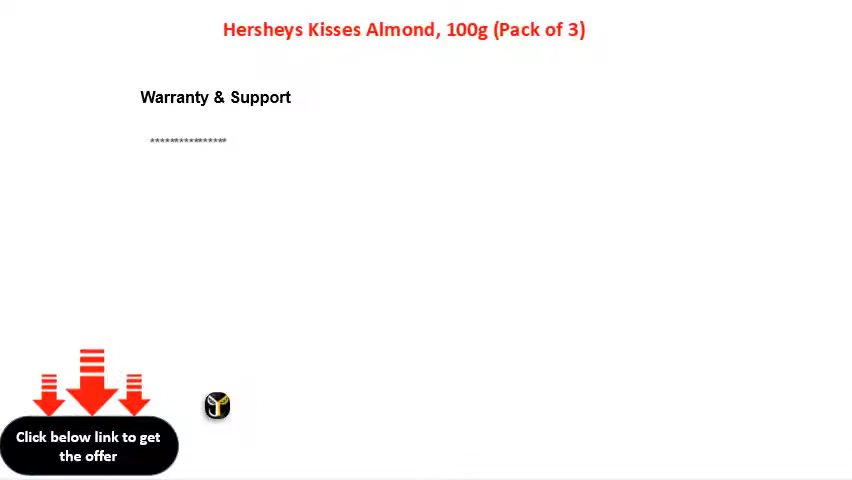 Hersheys Kisses Almond, 100g (Pack of 3)
Warranty & Support
****************
Click below link to get
the offer